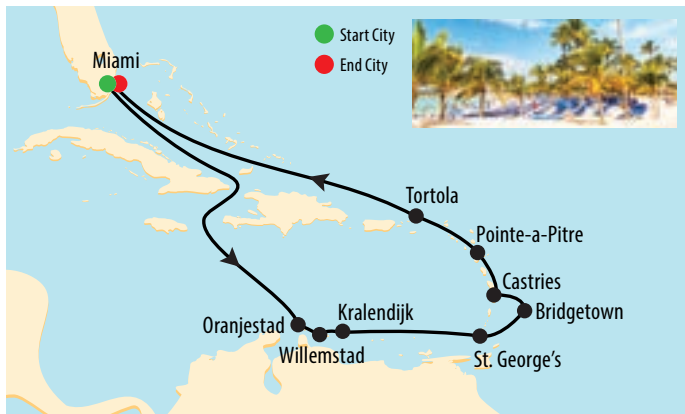 Start City
Miami
End City
Tortola
Pointe-a-Pitre
Castries
Kralendijk
Bridgetown
Oranjestad
Willemstad
St. George's